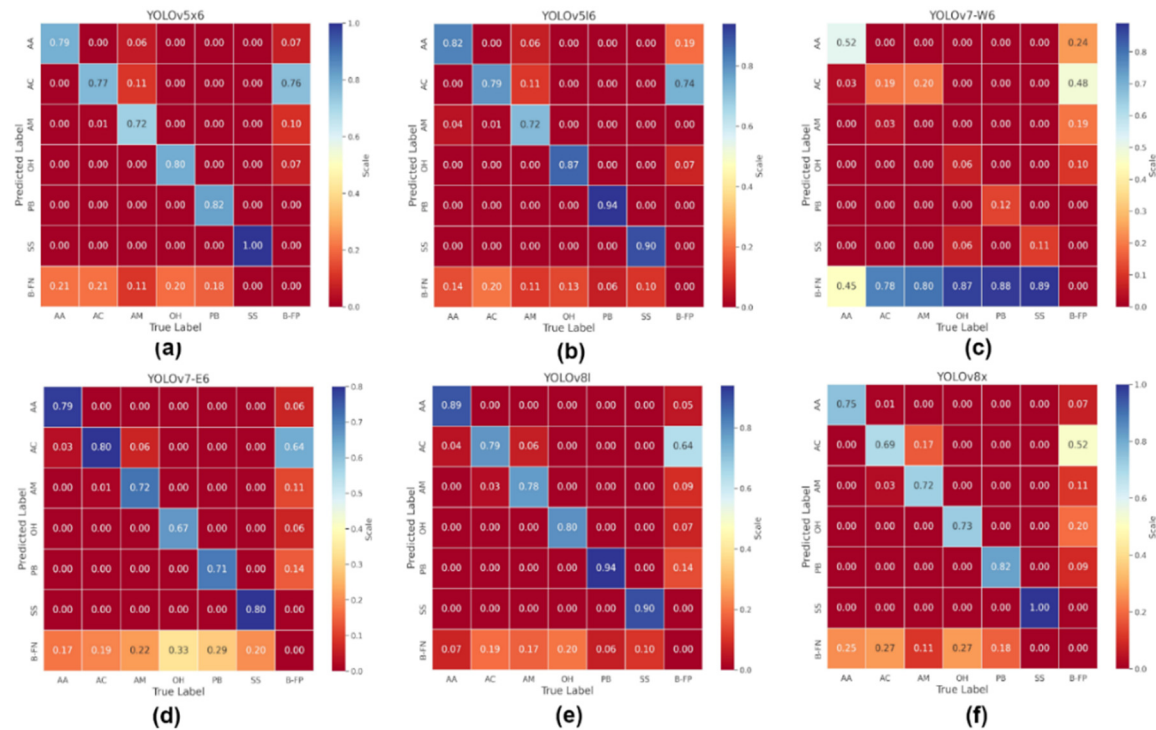 YOLOv5x6
Predicted Label
AA 0.79 0.00 0.06 0.00 0.00 0.00 0.07
AC 0.00 0.77 0.11 0.00 0.00 0.00 0.76
AM 0.00 0.01 0.72 0.00 0.00 0.00 0.10
OH 0.00 0.00 0.00 0.80 0.00 0.00 0.07
PB 0.00 0.00 0.00 0.00 0.82 0.00 0.00
SS 0.00 0.00 0.00 0.00 0.00 1.00 0.00
B-FN 0.21 0.21 0.11 0.20 0.18 0.00 0.00
AA AC AM OH PB SS B-FP
True Label
1.0
0.8
0.6
0.4
0.2
0.0
Scale
(a)
YOLOv5l6
Predicted Label
AA 0.82 0.00 0.06 0.00 0.00 0.00 0.19
AC 0.00 0.79 0.11 0.00 0.00 0.00 0.74
AM 0.04 0.01 0.72 0.00 0.00 0.00 0.00
OH 0.00 0.00 0.00 0.87 0.00 0.00 0.07
PB 0.00 0.00 0.00 0.00 0.94 0.00 0.00
SS 0.00 0.00 0.00 0.00 0.00 0.90 0.00
B-FN 0.14 0.20 0.11 0.13 0.06 0.10 0.00
AA AC AM OH PB SS B-FP
True Label
0.8
0.6
0.4
0.2
0.0
Scale
(b)
YOLOv7-W6
Predicted Label
AA 0.52 0.00 0.00 0.00 0.00 0.00 0.24
AC 0.03 0.19 0.20 0.00 0.00 0.00 0.48
AM 0.00 0.03 0.00 0.00 0.00 0.00 0.19
OH 0.00 0.00 0.00 0.06 0.00 0.00 0.10
PB 0.00 0.00 0.00 0.00 0.12 0.00 0.00
SS 0.00 0.00 0.00 0.06 0.00 0.11 0.00
B-FN 0.45 0.78 0.80 0.87 0.88 0.89 0.00
AA AC AM OH PB SS B-FP
True Label
0.8
0.7
0.6
0.5
0.4
0.3
0.2
0.1
0.0
Scale
(c)
YOLOv7-E6
Predicted Label
AA 0.79 0.00 0.00 0.00 0.00 0.00 0.06
AC 0.03 0.80 0.06 0.00 0.00 0.00 0.64
AM 0.00 0.01 0.72 0.00 0.00 0.00 0.11
OH 0.00 0.00 0.00 0.67 0.00 0.00 0.06
PB 0.00 0.00 0.00 0.00 0.71 0.00 0.14
SS 0.00 0.00 0.00 0.00 0.00 0.80 0.00
B-FN 0.17 0.19 0.22 0.33 0.29 0.20 0.00
AA AC AM OH PB SS B-FP
True Label
0.8
0.7
0.6
0.5
0.4
0.3
0.2
0.1
0.0
Scale
(d)
YOLOv8l
Predicted Label
AA 0.89 0.00 0.00 0.00 0.00 0.00 0.05
AC 0.04 0.79 0.06 0.00 0.00 0.00 0.64
AM 0.00 0.03 0.78 0.00 0.00 0.00 0.09
OH 0.00 0.00 0.00 0.80 0.00 0.00 0.07
PB 0.00 0.00 0.00 0.00 0.94 0.00 0.14
SS 0.00 0.00 0.00 0.00 0.00 0.90 0.00
B-FN 0.07 0.19 0.17 0.20 0.06 0.10 0.00
AA AC AM OH PB SS B-FP
True Label
0.8
0.6
0.4
0.2
0.0
Scale
(e)
YOLOv8x
Predicted Label
AA 0.75 0.01 0.00 0.00 0.00 0.00 0.07
AC 0.00 0.69 0.17 0.00 0.00 0.00 0.52
AM 0.00 0.03 0.72 0.00 0.00 0.00 0.11
OH 0.00 0.00 0.00 0.73 0.00 0.00 0.20
PB 0.00 0.00 0.00 0.00 0.82 0.00 0.09
SS 0.00 0.00 0.00 0.00 0.00 1.00 0.00
B-FN 0.25 0.27 0.11 0.27 0.18 0.00 0.00
AA AC AM OH PB SS B-FP
True Label
1.0
0.8
0.6
0.4
0.2
0.0
Scale
(f)